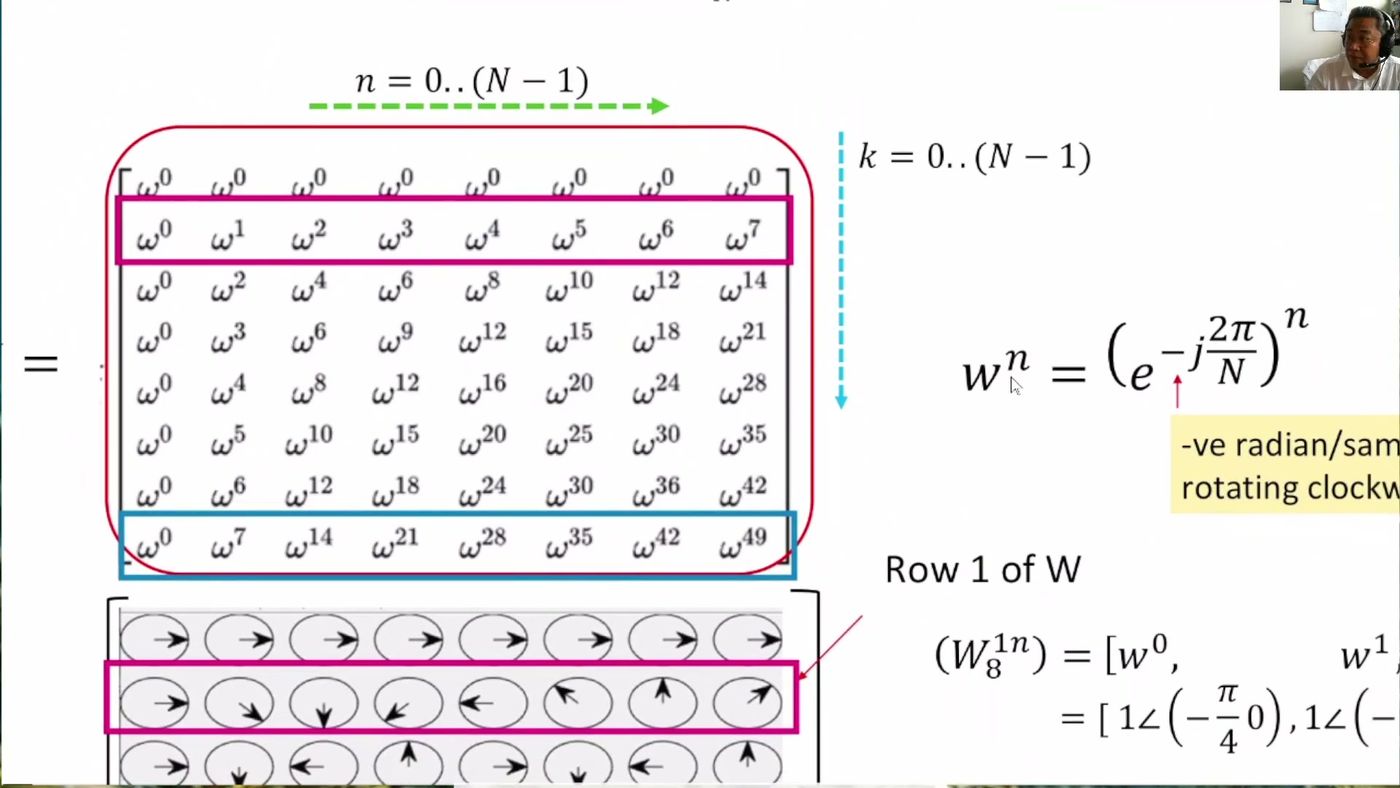 n = 0..(N − 1)
k = 0..(N − 1)
ω⁰ ω⁰ ω⁰ ω⁰ ω⁰ ω⁰ ω⁰ ω⁰
ω⁰ ω¹ ω² ω³ ω⁴ ω⁵ ω⁶ ω⁷
ω⁰ ω² ω⁴ ω⁶ ω⁸ ω¹⁰ ω¹² ω¹⁴
ω⁰ ω³ ω⁶ ω⁹ ω¹² ω¹⁵ ω¹⁸ ω²¹
ω⁰ ω⁴ ω⁸ ω¹² ω¹⁶ ω²⁰ ω²⁴ ω²⁸
ω⁰ ω⁵ ω¹⁰ ω¹⁵ ω²⁰ ω²⁵ ω³⁰ ω³⁵
ω⁰ ω⁶ ω¹² ω¹⁸ ω²⁴ ω³⁰ ω³⁶ ω⁴²
ω⁰ ω⁷ ω¹⁴ ω²¹ ω²⁸ ω³⁵ ω⁴² ω⁴⁹
=
wⁿ = (e^{−j2π/N})ⁿ
-ve radian/sam
rotating clockw
Row 1 of W
(W₈¹ⁿ) = [w⁰, w¹,
= [ 1∠(−π/4 0), 1∠(−